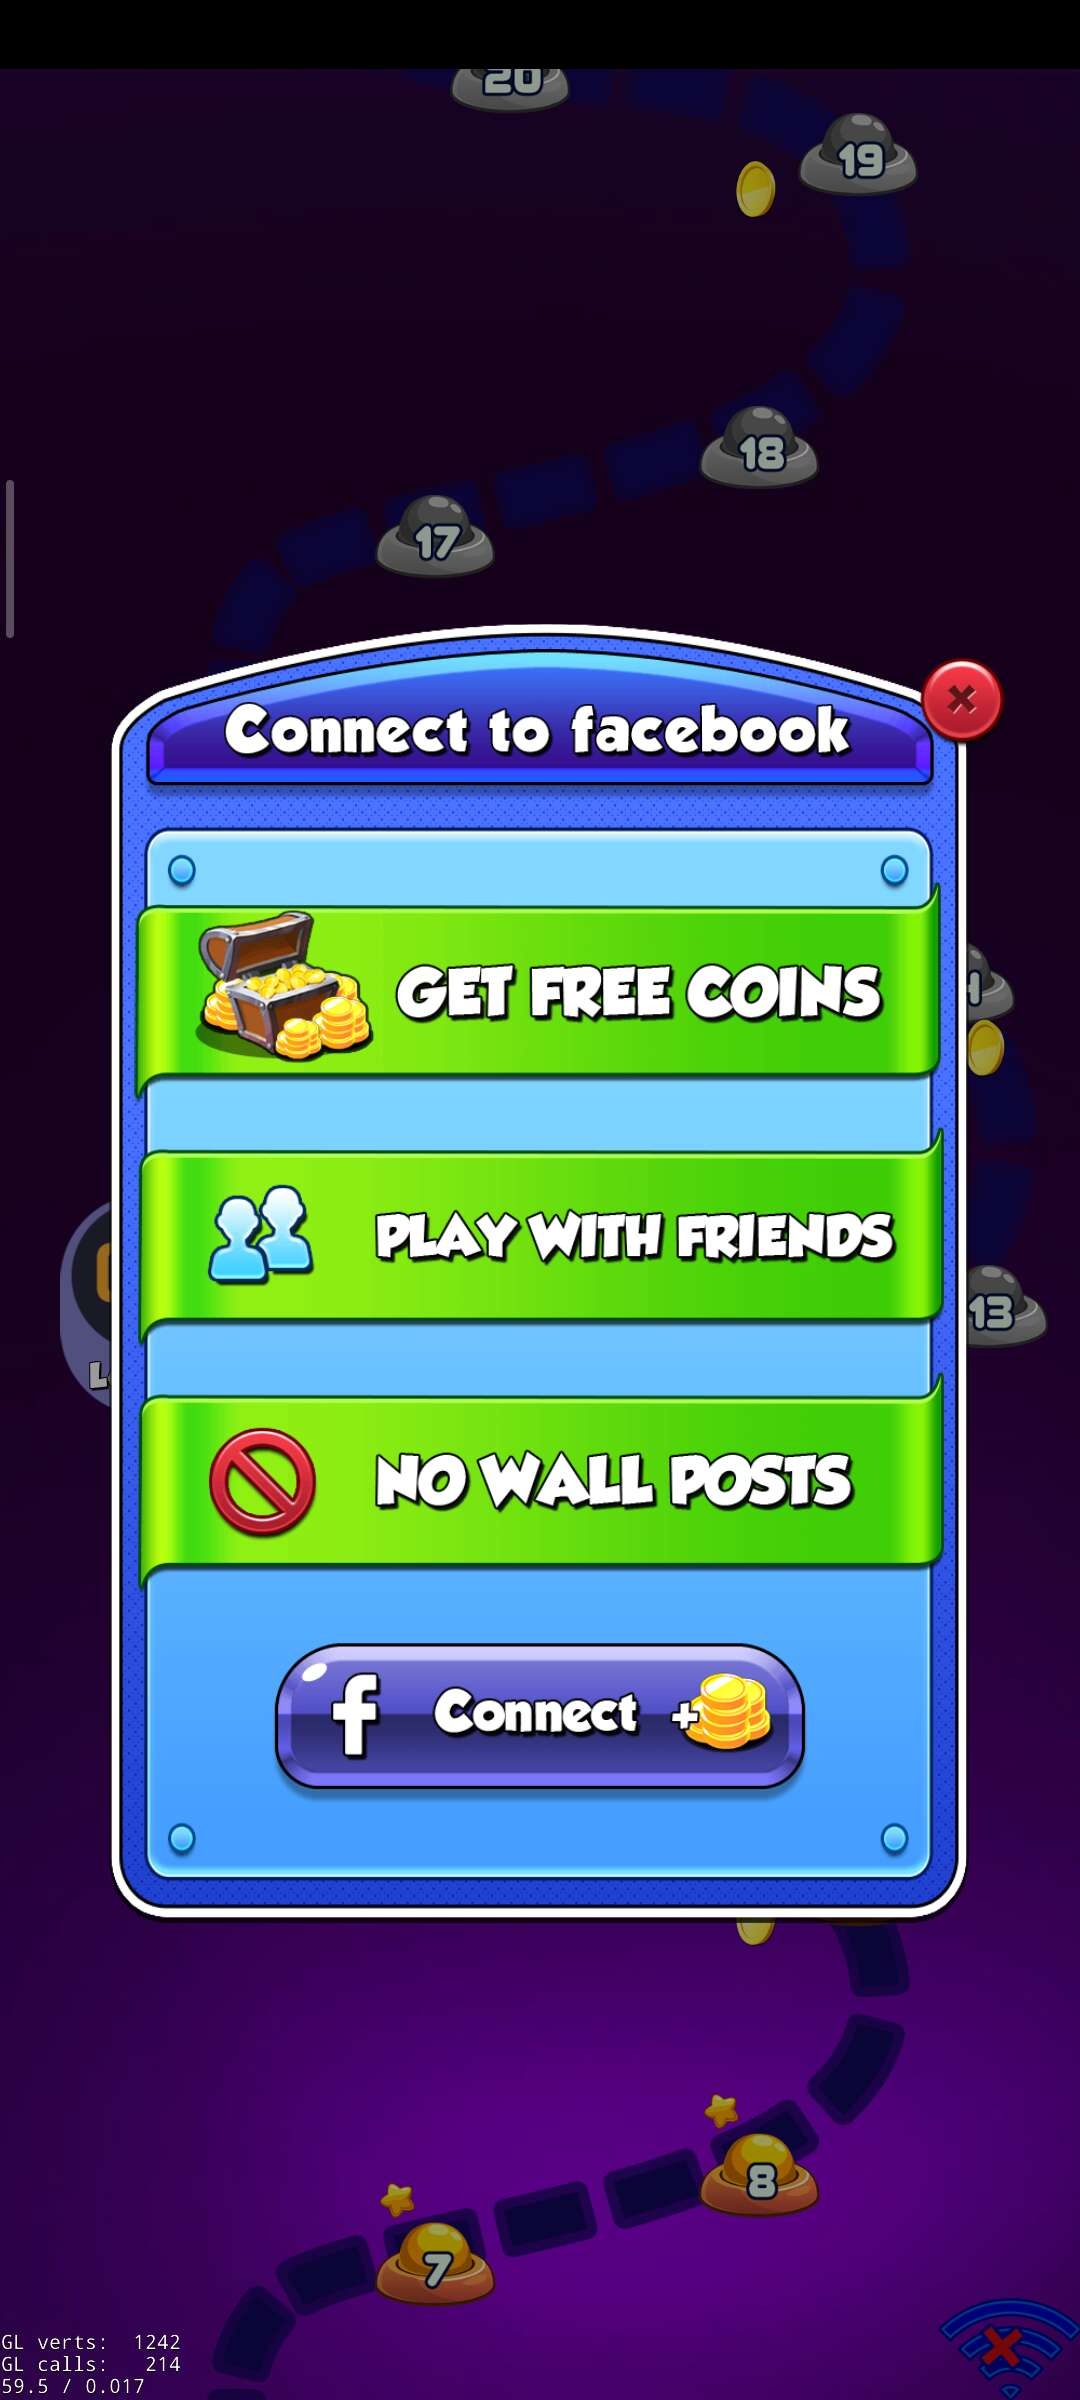 20
19
18
17
Connect to facebook
GET FREE COINS
PLAY WITH FRIENDS
13
NO WALL POSTS
f Connect +
8
7
GL verts: 1242
GL calls: 214
59.5 / 0.017